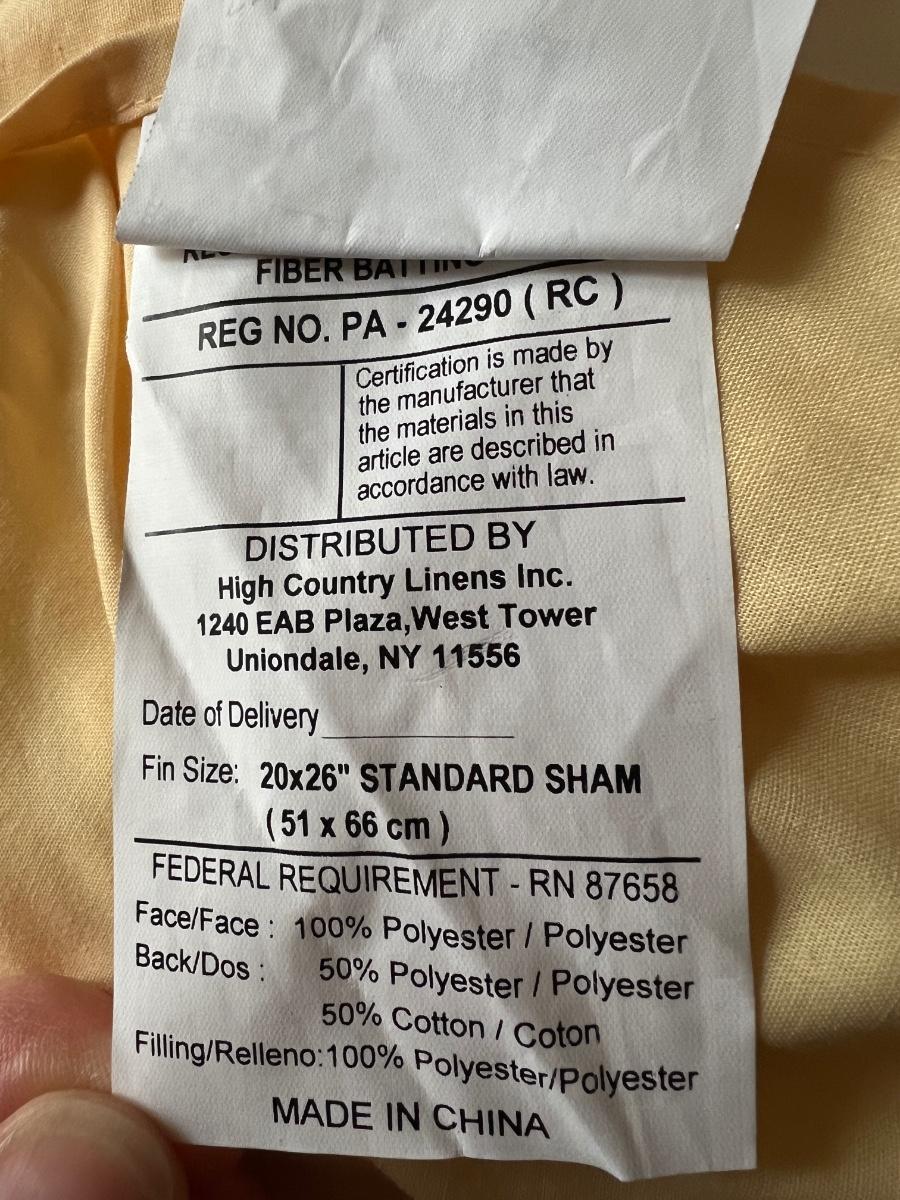 FIBER BATTING
REG NO. PA - 24290 ( RC )
Certification is made by
the manufacturer that
the materials in this
article are described in
accordance with law.
DISTRIBUTED BY
High Country Linens Inc.
1240 EAB Plaza,West Tower
Uniondale, NY 11556
Date of Delivery
Fin Size: 20x26" STANDARD SHAM
( 51 x 66 cm )
FEDERAL REQUIREMENT - RN 87658
Face/Face : 100% Polyester / Polyester
Back/Dos : 50% Polyester / Polyester
50% Cotton / Coton
Filling/Relleno:100% Polyester/Polyester
MADE IN CHINA